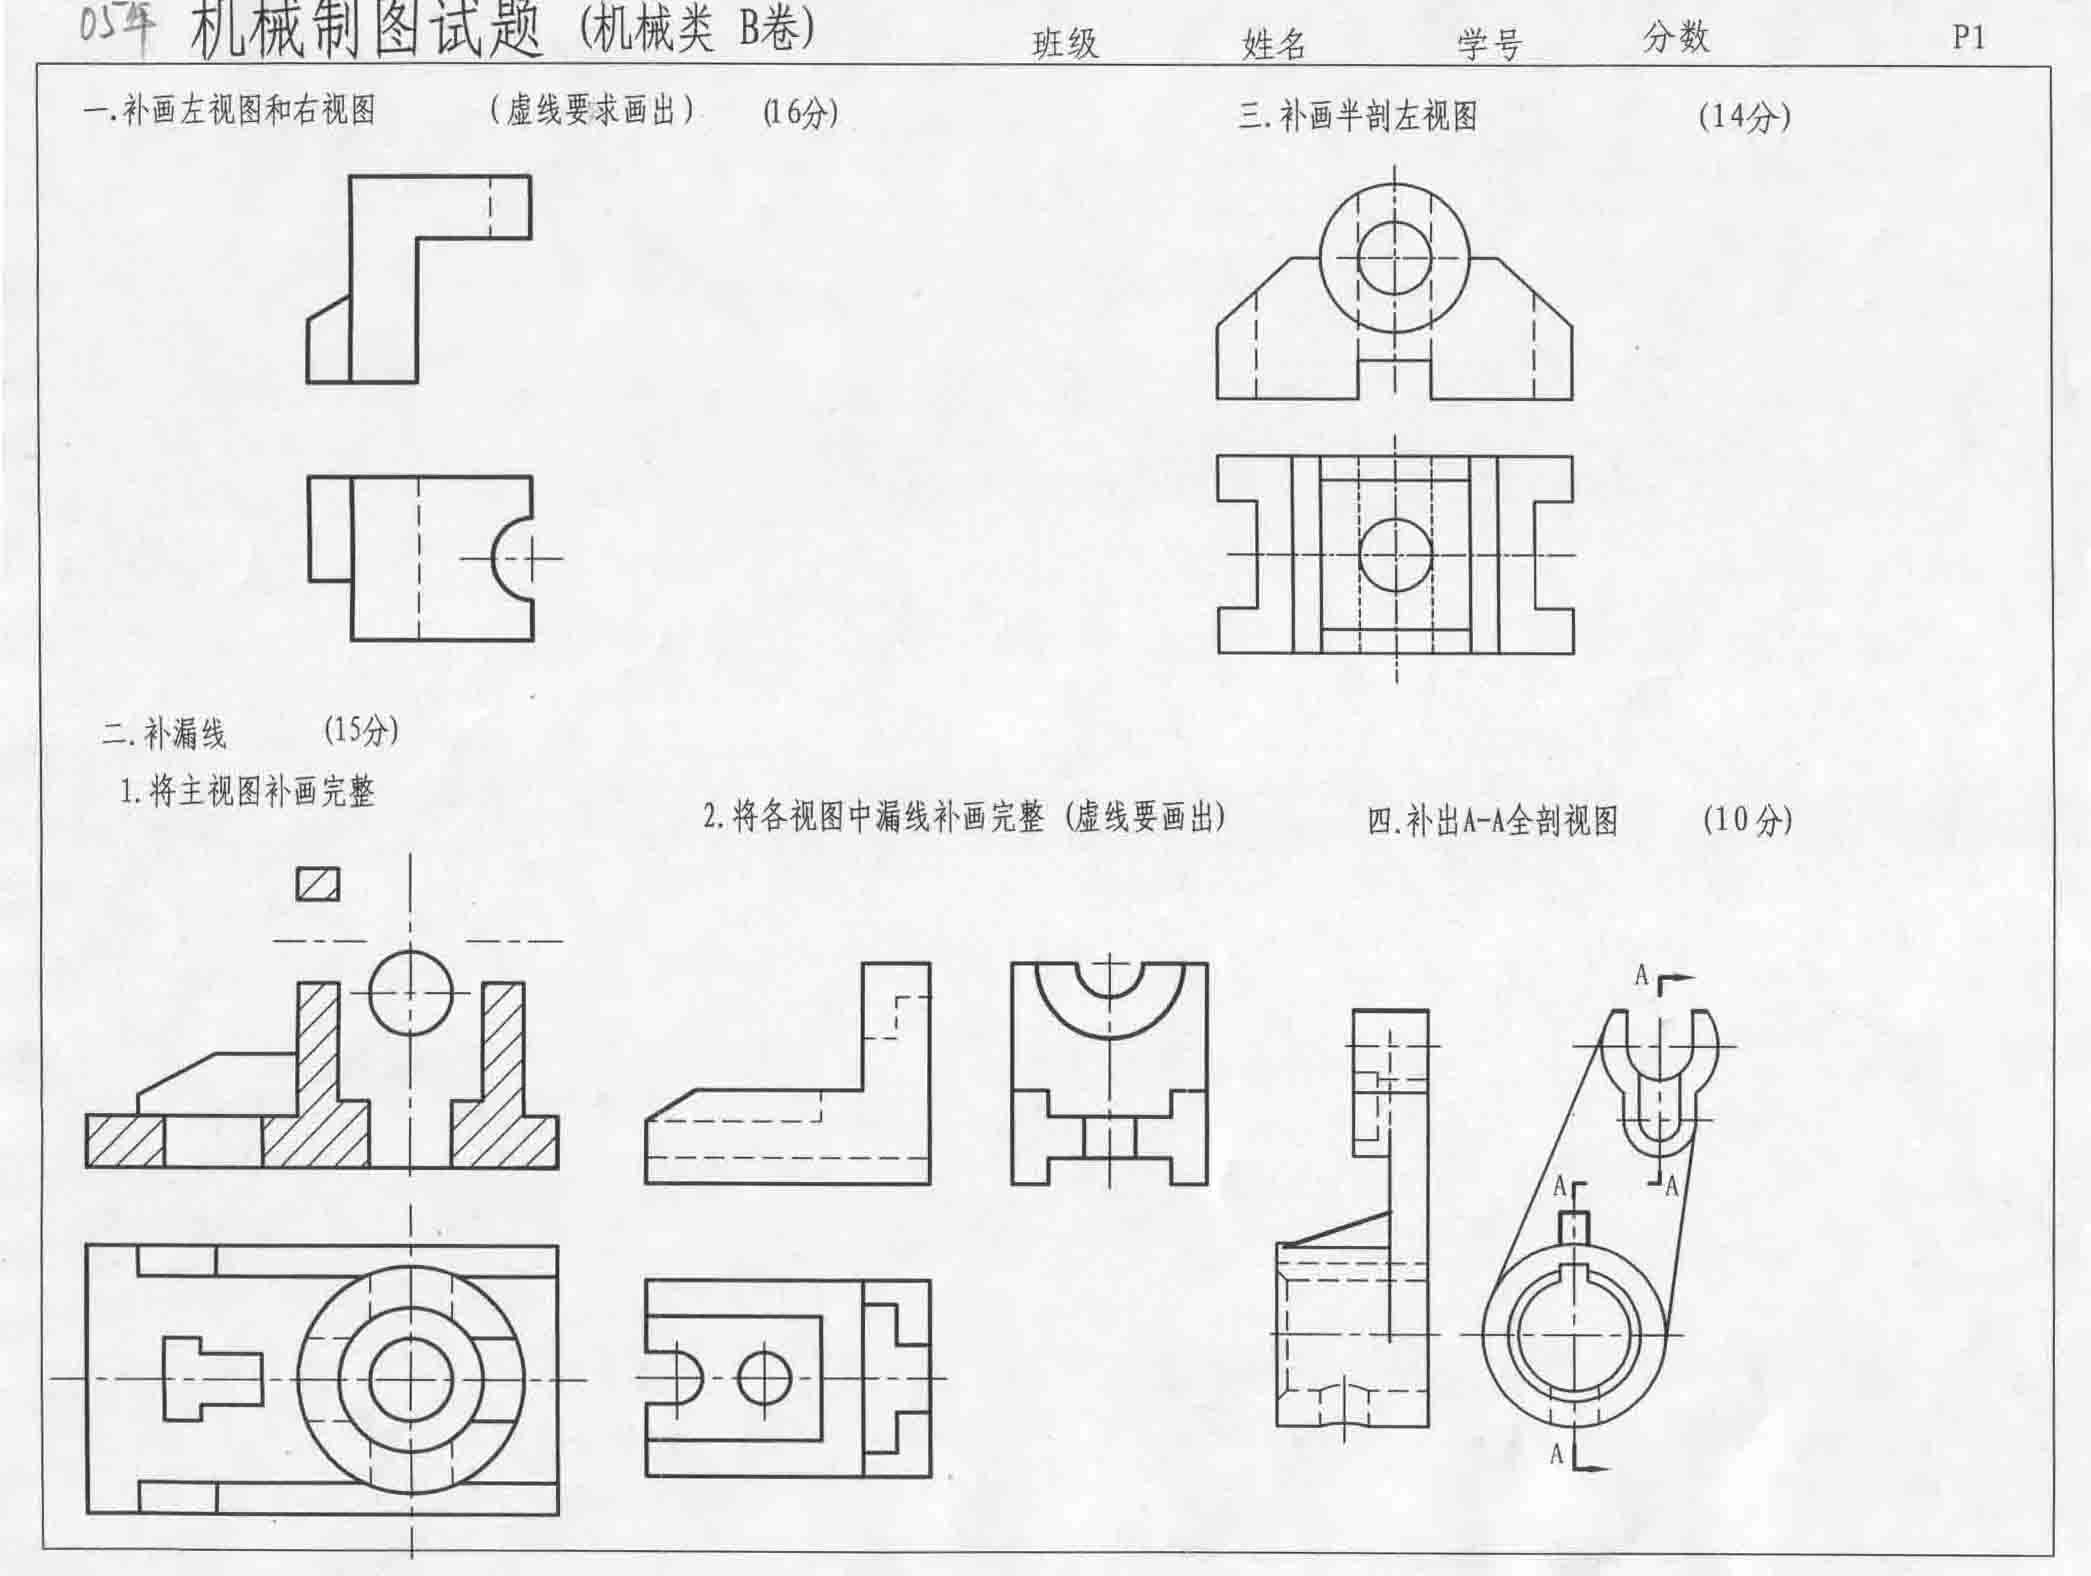 05年 机械制图试题 (机械类 B卷) 班级 姓名 学号 分数 P1
一.补画左视图和右视图 (虚线要求画出) (16分)
三.补画半剖左视图 (14分)
二.补漏线 (15分)
1.将主视图补画完整
2.将各视图中漏线补画完整 (虚线要画出)
四.补出A-A全剖视图 (10分)
A
A A
A